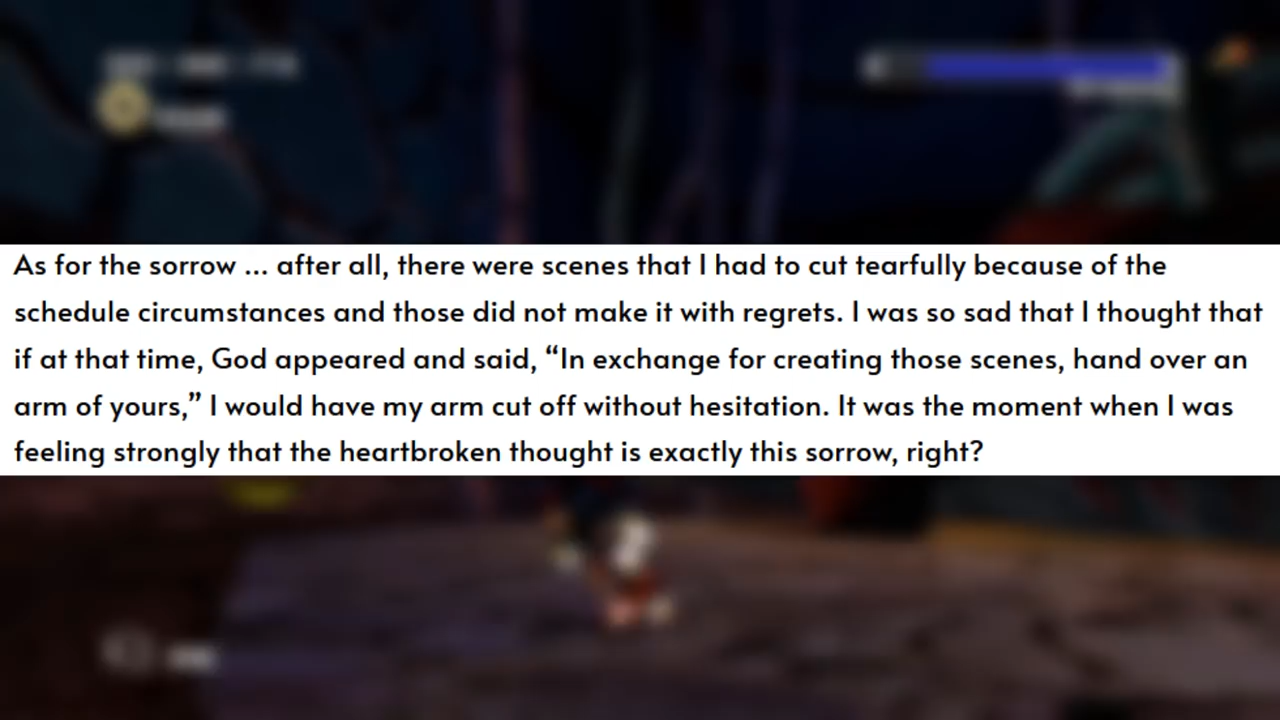 As for the sorrow ... after all, there were scenes that I had to cut tearfully because of the
schedule circumstances and those did not make it with regrets. I was so sad that I thought that
if at that time, God appeared and said, “In exchange for creating those scenes, hand over an
arm of yours,” I would have my arm cut off without hesitation. It was the moment when I was
feeling strongly that the heartbroken thought is exactly this sorrow, right?